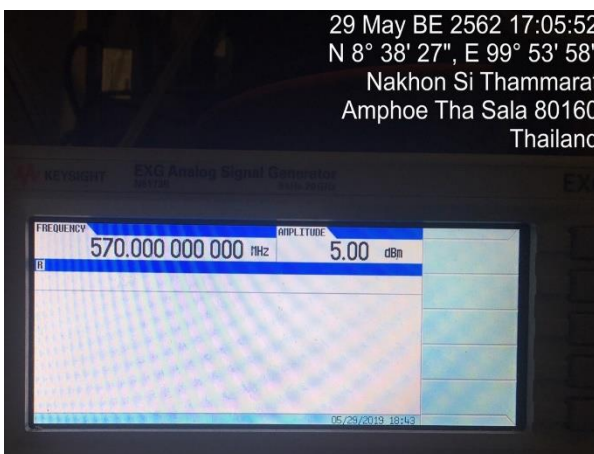 29 May BE 2562 17:05:52
N 8° 38' 27", E 99° 53' 58"
Nakhon Si Thammarat
Amphoe Tha Sala 80160
Thailand
KEYSIGHT EXG Analog Signal Generator
EXG
FREQUENCY AMPLITUDE
570.000 000 000 MHz 5.00 dBm
R
05/29/2019 18:43